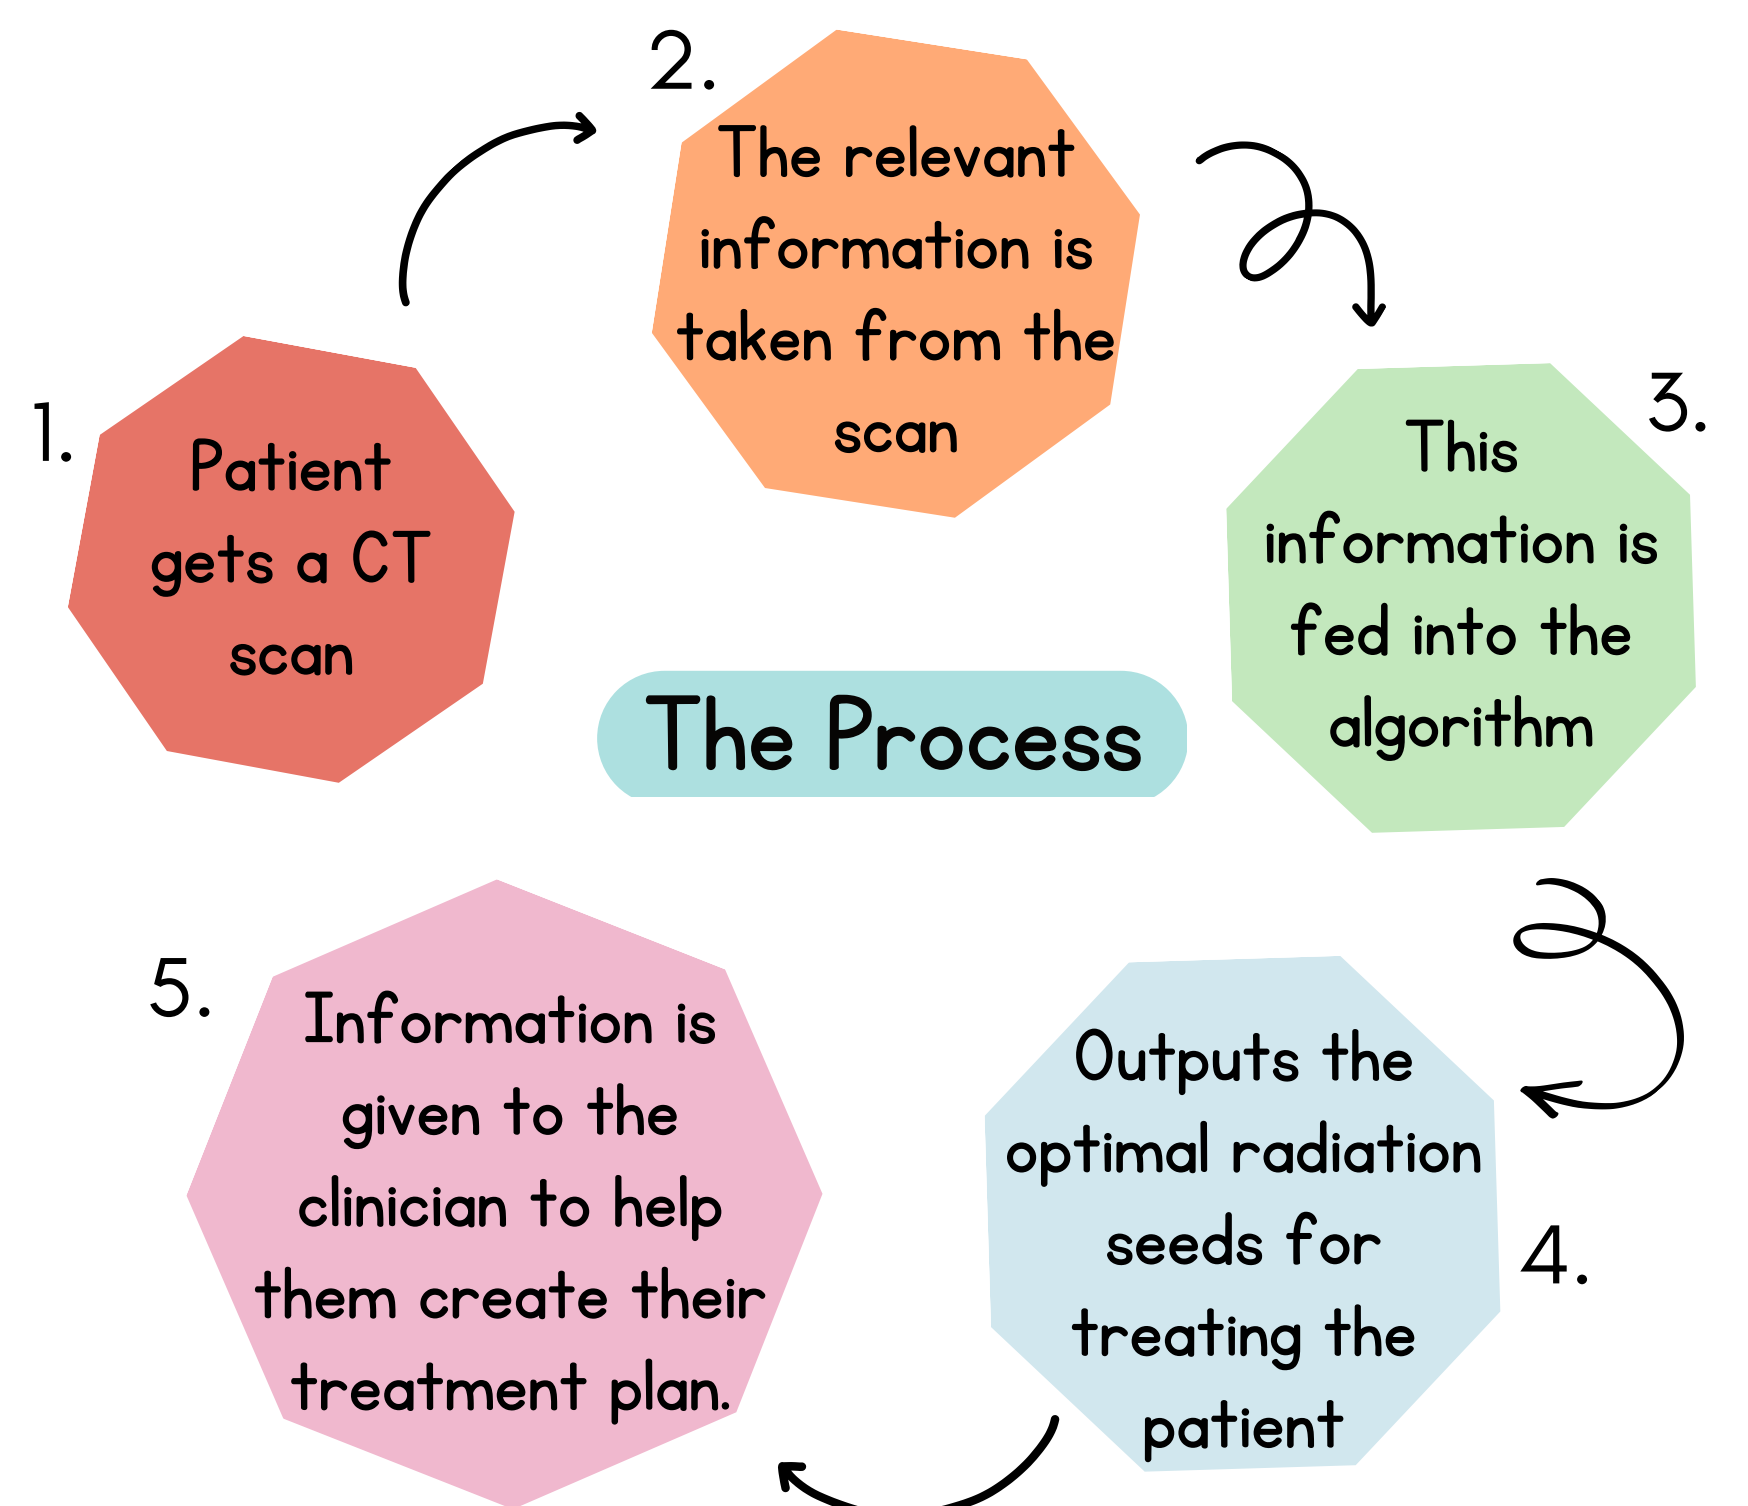 1.
Patient
gets a CT
scan
2.
The relevant
information is
taken from the
scan
3.
This
information is
fed into the
algorithm
The Process
4.
Outputs the
optimal radiation
seeds for
treating the
patient
5.
Information is
given to the
clinician to help
them create their
treatment plan.